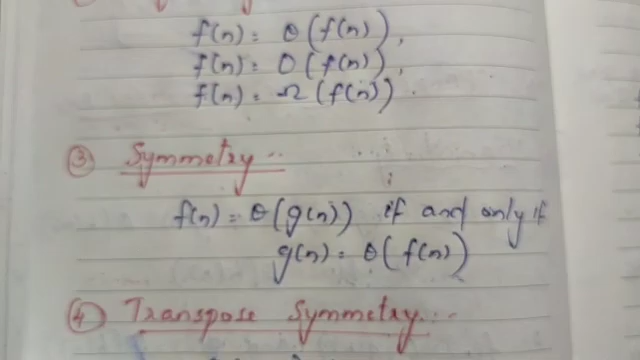 f(n) = θ(f(n)),
f(n) = O(f(n)),
f(n) = Ω(f(n))
③ Symmetry :-
f(n) = θ(g(n)) if and only if
g(n) = θ(f(n))
④ Transpose Symmetry :-